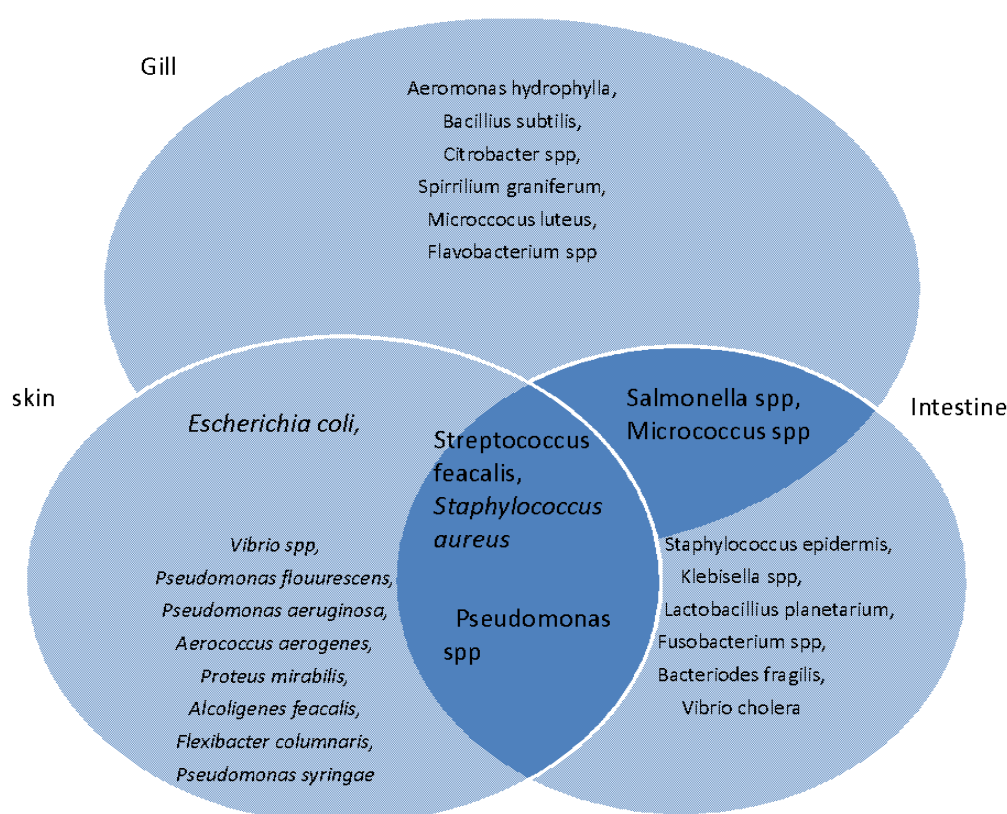 Gill
Aeromonas hydrophylla,
Bacillius subtilis,
Citrobacter spp,
Spirrilium graniferum,
Microccocus luteus,
Flavobacterium spp
skin
Escherichia coli,
Vibrio spp,
Pseudomonas flouurescens,
Pseudomonas aeruginosa,
Aerococcus aerogenes,
Proteus mirabilis,
Alcoligenes feacalis,
Flexibacter columnaris,
Pseudomonas syringae
Streptococcus
feacalis,
Staphylococcus
aureus
Pseudomonas
spp
Salmonella spp,
Micrococcus spp
Intestine
Staphylococcus epidermis,
Klebisella spp,
Lactobacillius planetarium,
Fusobacterium spp,
Bacteriodes fragilis,
Vibrio cholera